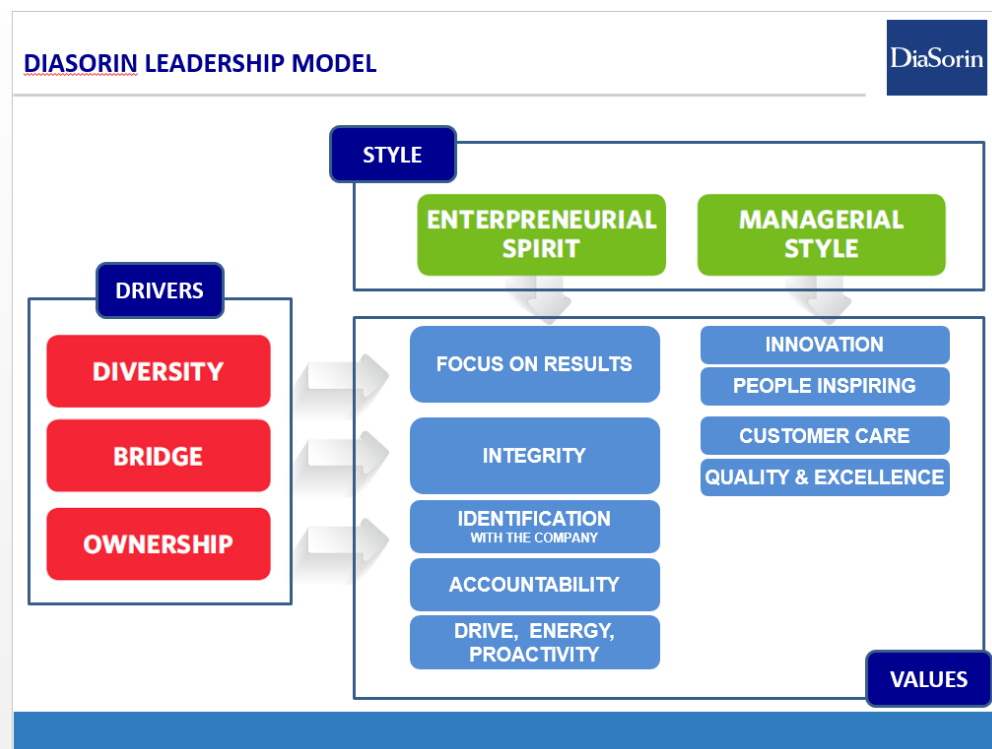 DIASORIN LEADERSHIP MODEL
DiaSorin
STYLE
ENTERPRENEURIAL
SPIRIT
MANAGERIAL
STYLE
DRIVERS
DIVERSITY
BRIDGE
OWNERSHIP
FOCUS ON RESULTS
INTEGRITY
IDENTIFICATION
WITH THE COMPANY
ACCOUNTABILITY
DRIVE, ENERGY,
PROACTIVITY
INNOVATION
PEOPLE INSPIRING
CUSTOMER CARE
QUALITY & EXCELLENCE
VALUES